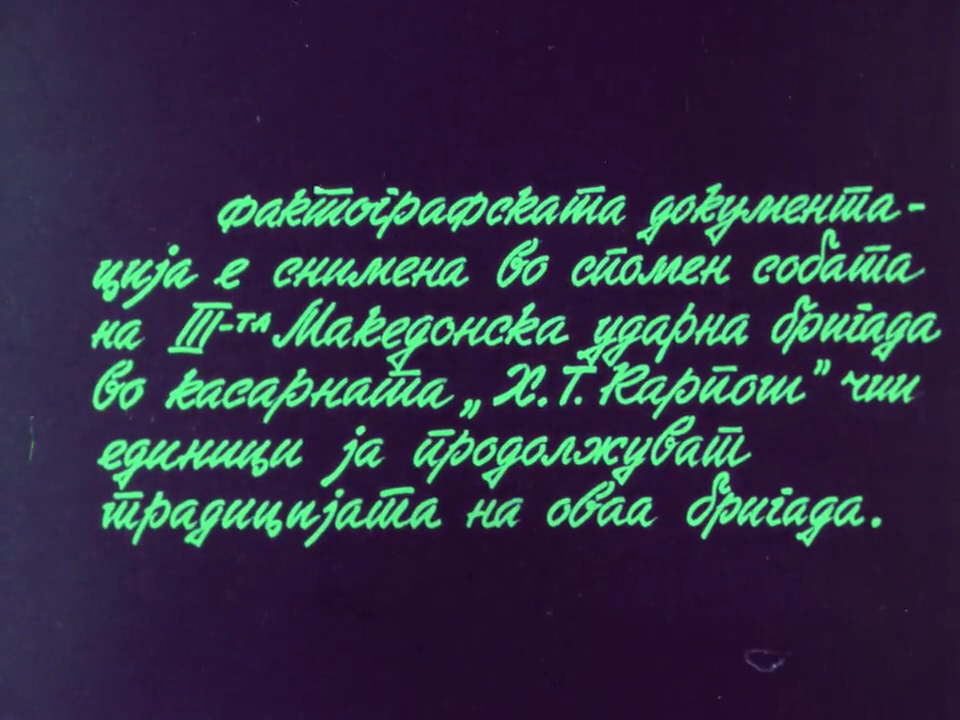 Фактографската документа-
ција е снимена во спомен собата
на III-та Македонска ударна бригада
во касарната „Х.Т. Карпош” чии
единици ја продолжуваат
традицијата на оваа бригада.